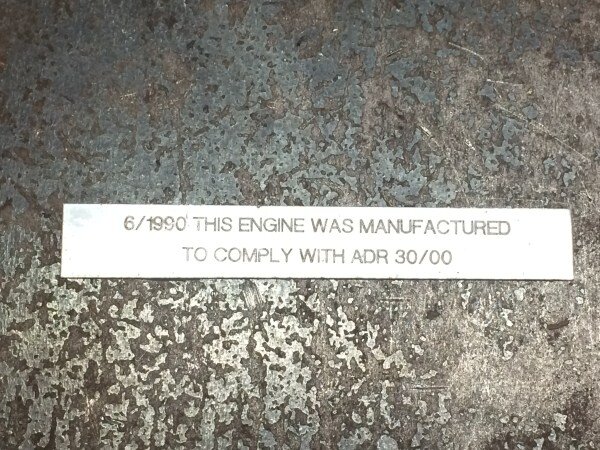 6/1990 THIS ENGINE WAS MANUFACTURED
TO COMPLY WITH ADR 30/00